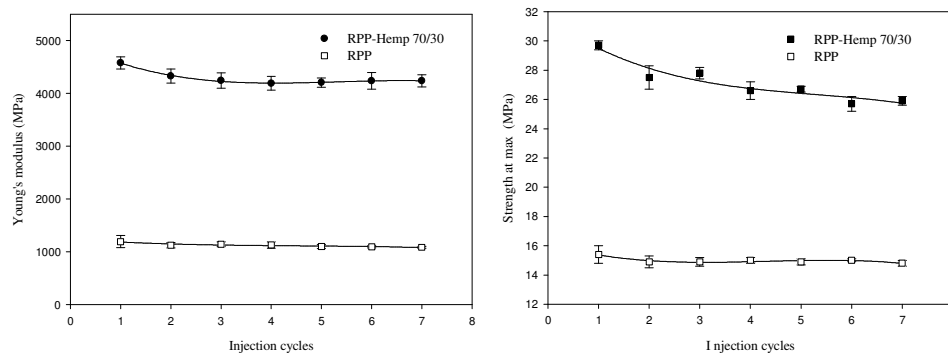 RPP-Hemp 70/30
RPP
Young's modulus (MPa)
5000
4000
3000
2000
1000
0
0 1 2 3 4 5 6 7 8
Injection cycles
RPP-Hemp 70/30
RPP
Strength at max (MPa)
32
30
28
26
24
22
20
18
16
14
12
0 1 2 3 4 5 6 7
I njection cycles